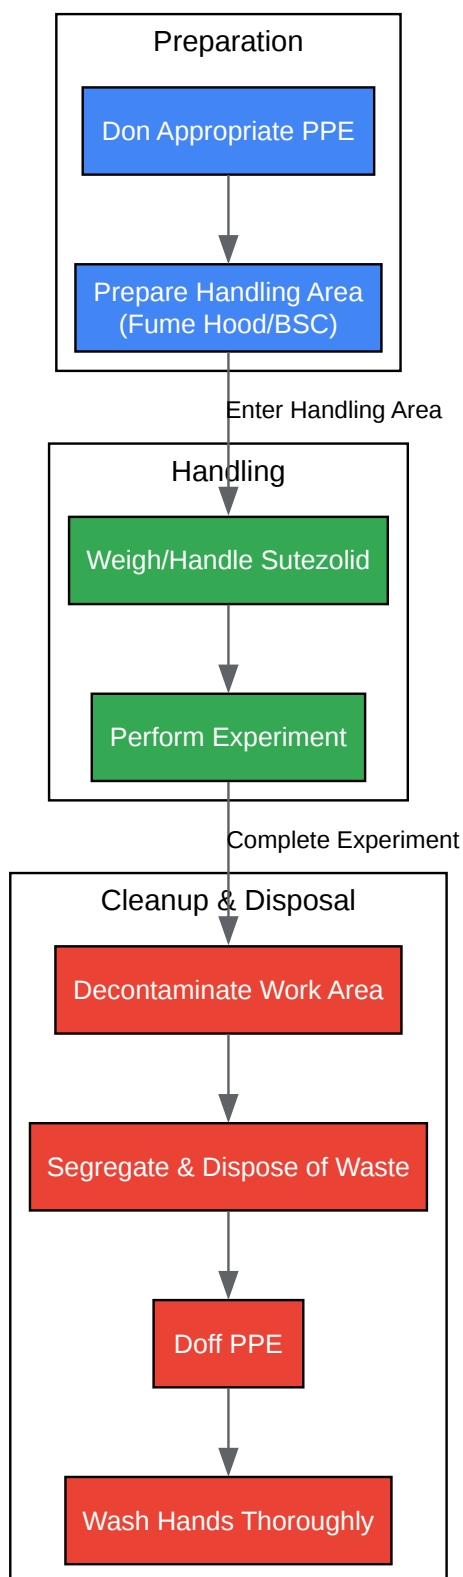 Preparation
Don Appropriate PPE
Prepare Handling Area
(Fume Hood/BSC)
Enter Handling Area
Handling
Weigh/Handle Sutezolid
Perform Experiment
Complete Experiment
Cleanup & Disposal
Decontaminate Work Area
Segregate & Dispose of Waste
Doff PPE
Wash Hands Thoroughly